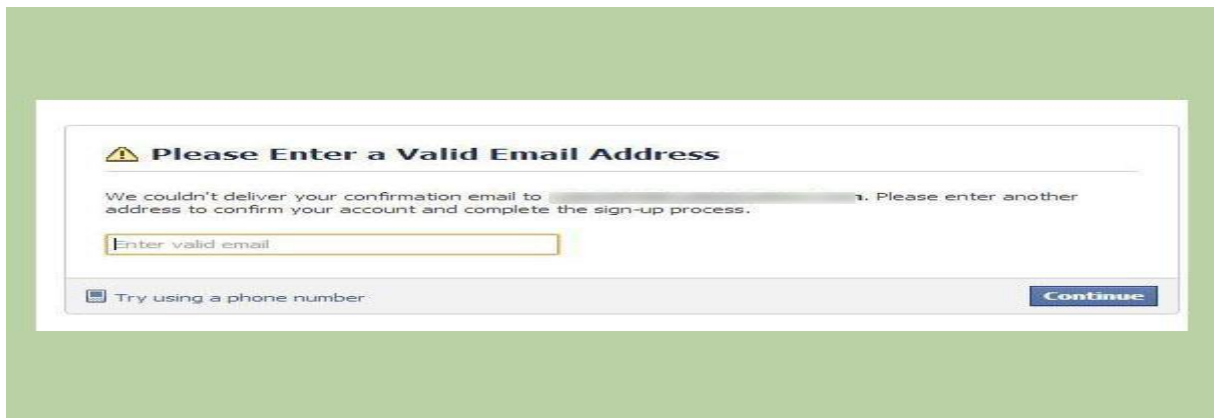 Please Enter a Valid Email Address
We couldn't deliver your confirmation email to . Please enter another
address to confirm your account and complete the sign-up process.
Enter valid email
Try using a phone number
Continue